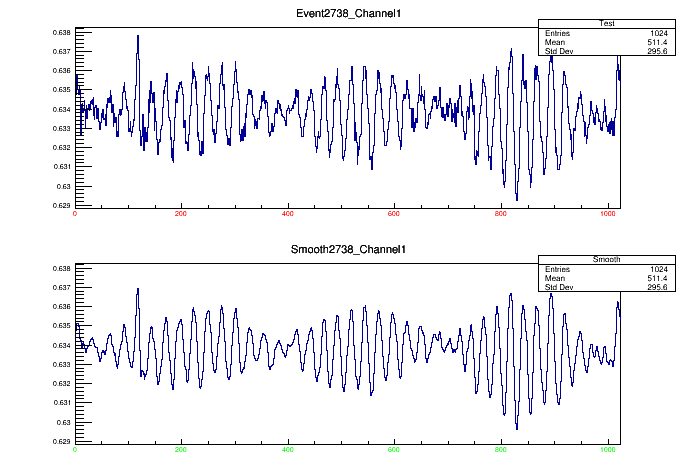 Event2738_Channel1
Test
Entries 1024
Mean 511.4
Std Dev 295.6
0.638
0.637
0.636
0.635
0.634
0.633
0.632
0.631
0.63
0.629
0 200 400 600 800 1000
Smooth2738_Channel1
Smooth
Entries 1024
Mean 511.4
Std Dev 295.6
0.638
0.637
0.636
0.635
0.634
0.633
0.632
0.631
0.63
0.629
0 200 400 600 800 1000